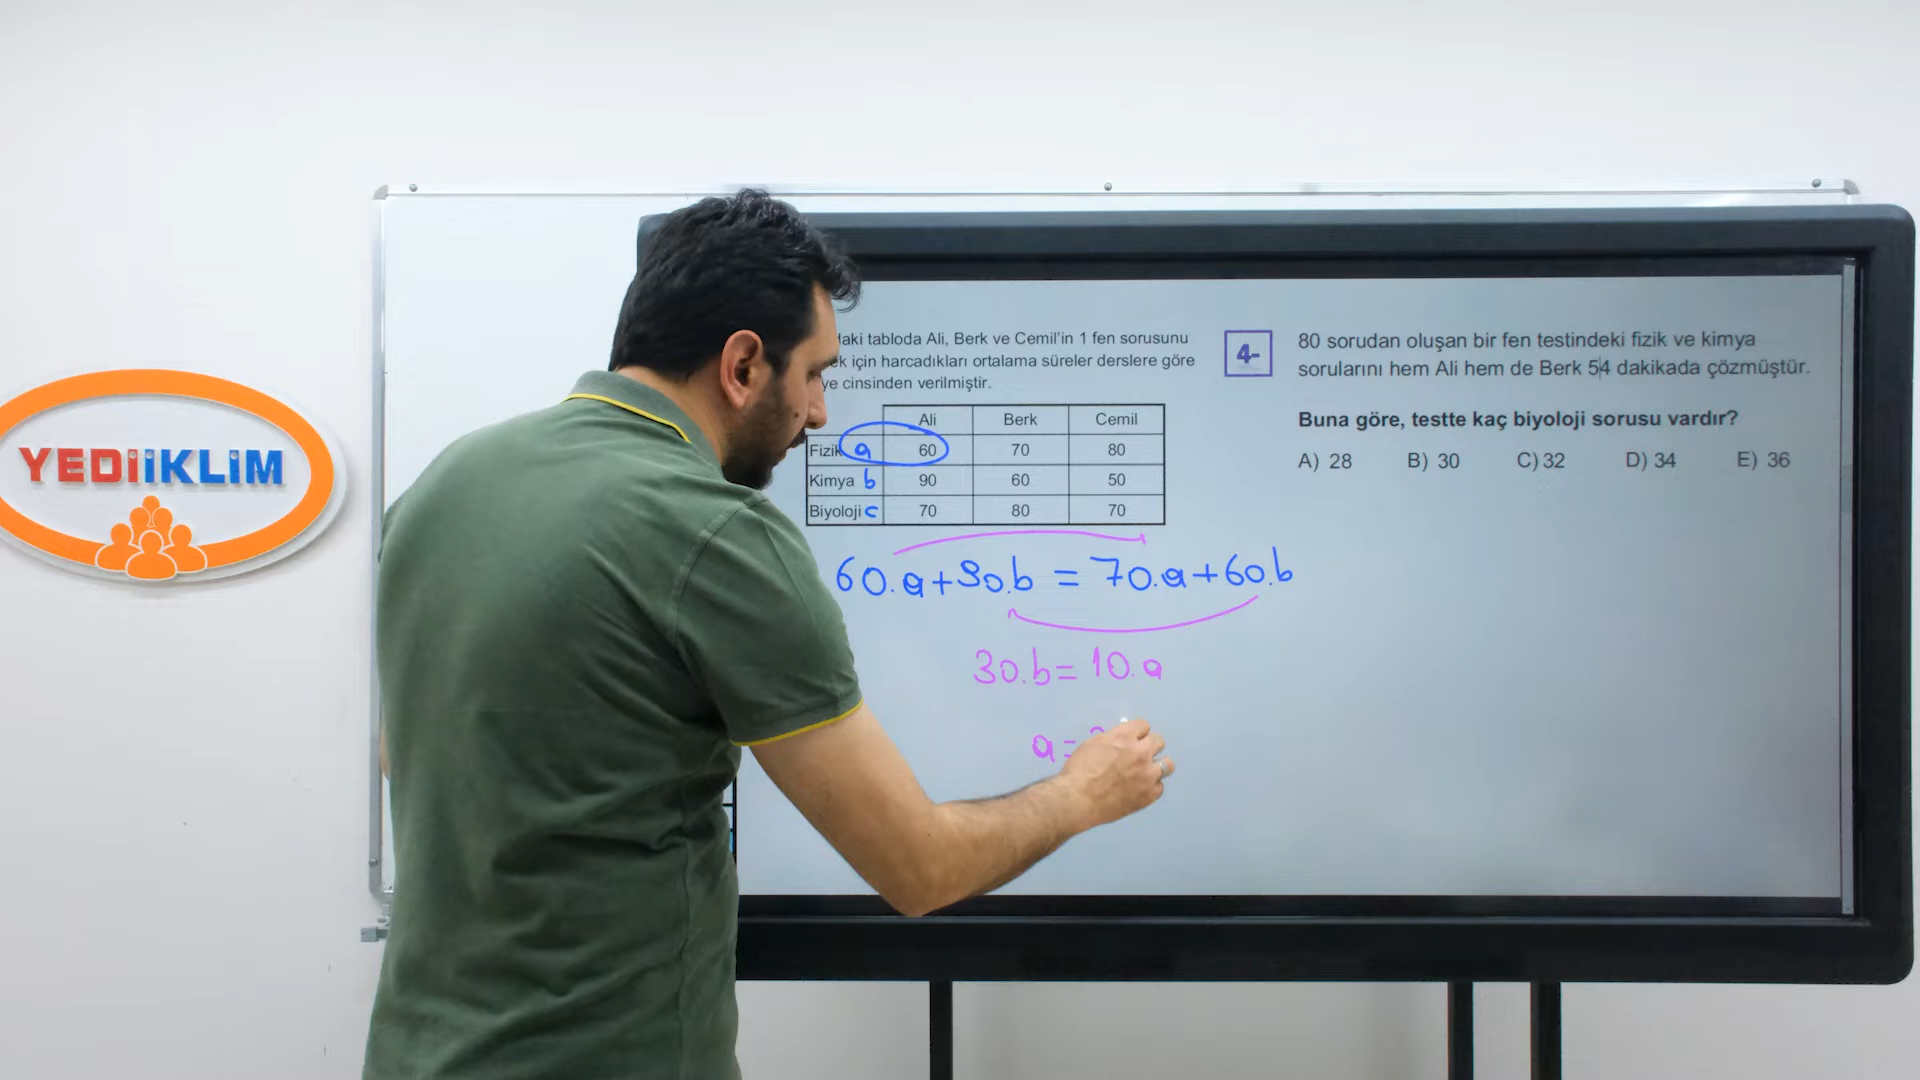 YEDİİKLİM
tabloda Ali, Berk ve Cemil'in 1 fen sorusunu
için harcadıkları ortalama süreler derslere göre
cinsinden verilmiştir.
Ali Berk Cemil
Fizik a 60 70 80
Kimya b 90 60 50
Biyoloji c 70 80 70
60.a+90.b = 70.a+60.b
30.b=10.a
a=
4-
80 sorudan oluşan bir fen testindeki fizik ve kimya
sorularını hem Ali hem de Berk 54 dakikada çözmüştür.
Buna göre, testte kaç biyoloji sorusu vardır?
A) 28 B) 30 C) 32 D) 34 E) 36